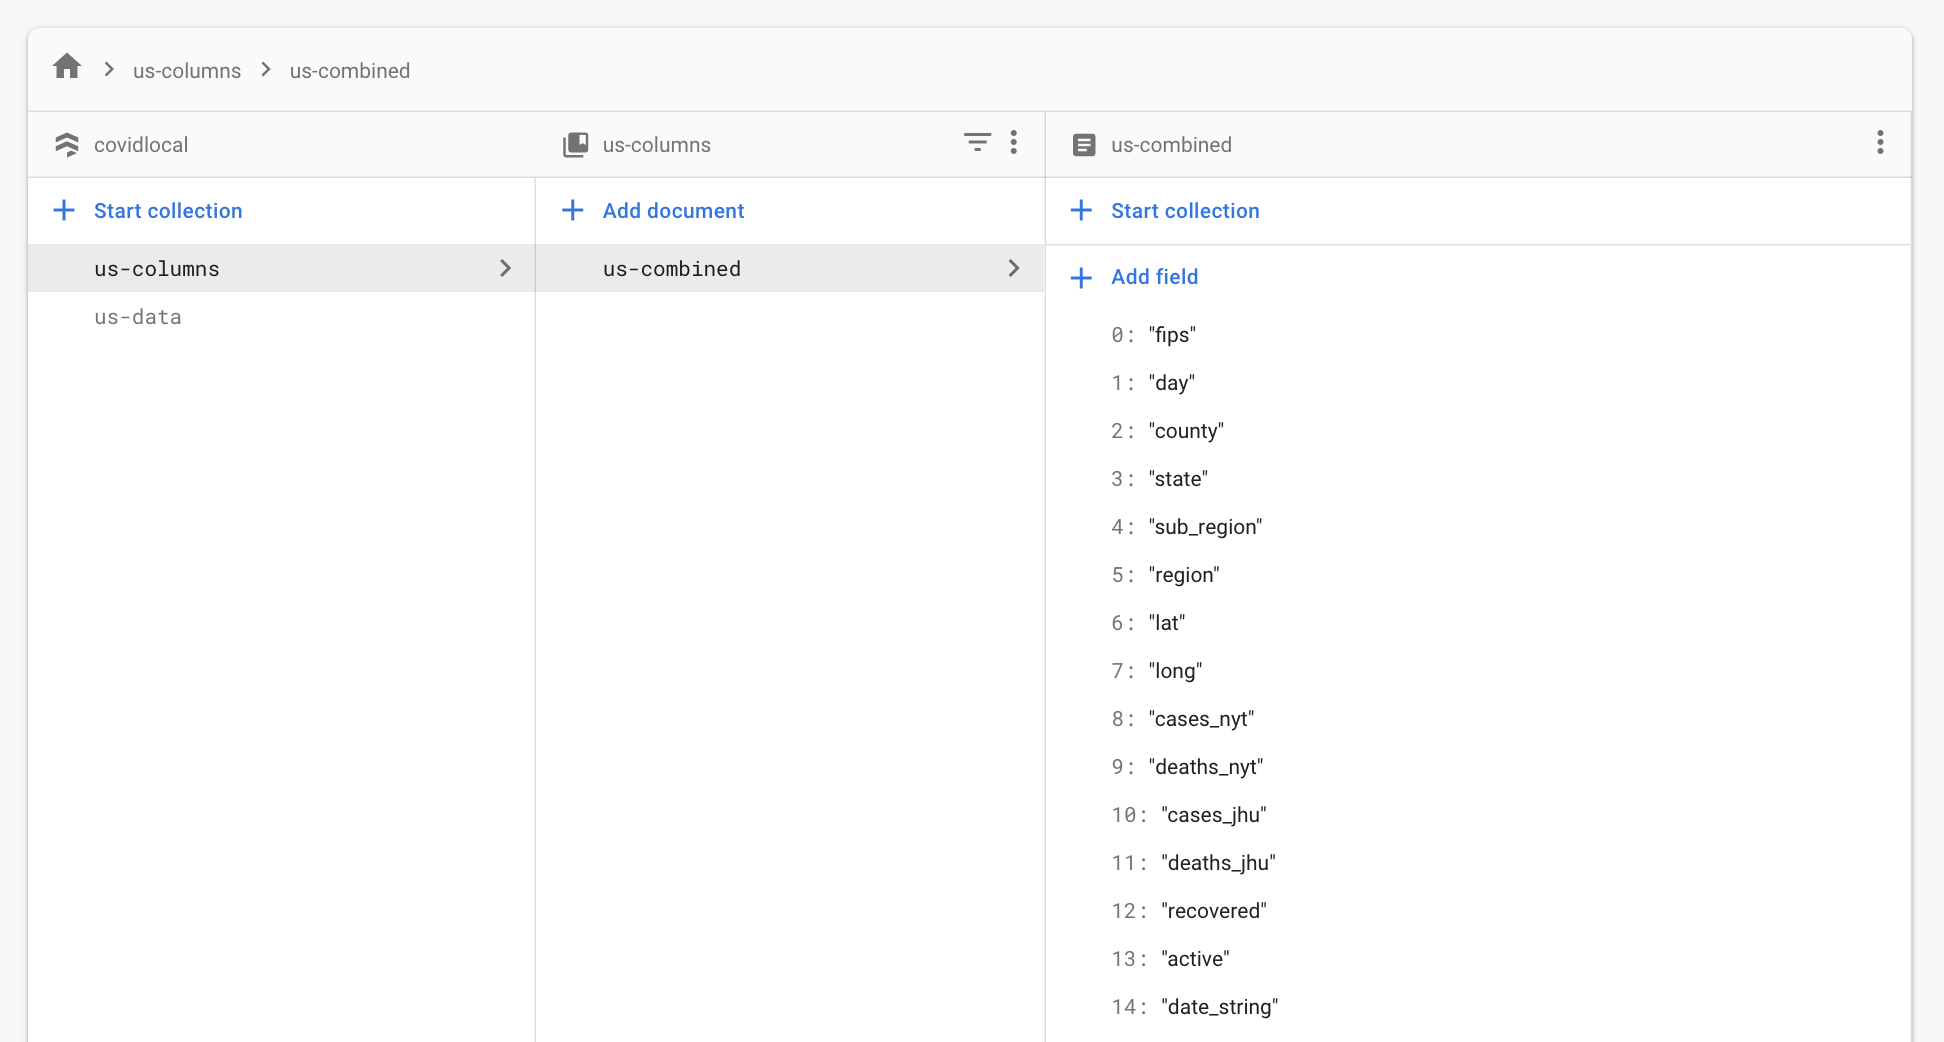 us-columns > us-combined
covidlocal
Start collection
us-columns
us-data
us-columns
Add document
us-combined
us-combined
Start collection
Add field
0: "fips"
1: "day"
2: "county"
3: "state"
4: "sub_region"
5: "region"
6: "lat"
7: "long"
8: "cases_nyt"
9: "deaths_nyt"
10: "cases_jhu"
11: "deaths_jhu"
12: "recovered"
13: "active"
14: "date_string"